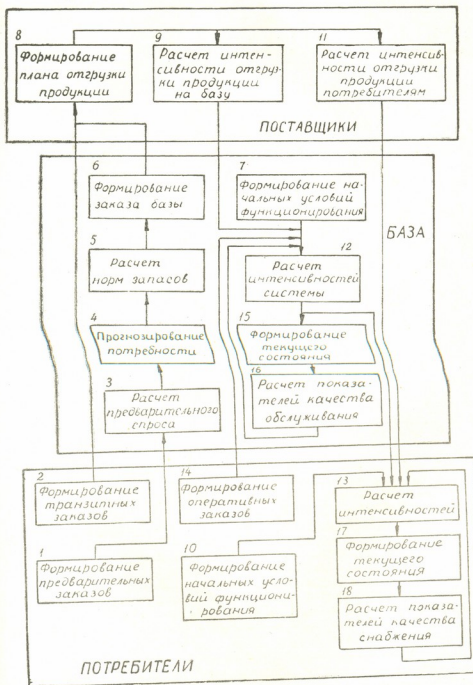 8
Формирование
плана отгрузки
продукции
9
Расчет интен-
сивности отгруз-
ки продукции
на базу
11
Расчет интенсив-
ности отгрузки
продукции
потребителям
ПОСТАВЩИКИ
6
Формирование
заказа базы
7
Формирование на-
чальных условий
функционирования
БАЗА
5
Расчет
норм запасов
12
Расчет
интенсивностей
системы
4
Прогнозирование
потребности
15
Формирование
текущего
состояния
3
Расчет
предварительного
спроса
16
Расчет показа-
телей качества
обслуживания
2
Формирование
транзитных
заказов
14
Формирование
оперативных
заказов
13
Расчет
интенсивностей
1
Формирование
предварительных
заказов
10
Формирование
начальных усло-
вий функциони-
рования
17
Формирование
текущего
состояния
18
Расчет показа-
телей качества
снабжения
ПОТРЕБИТЕЛИ